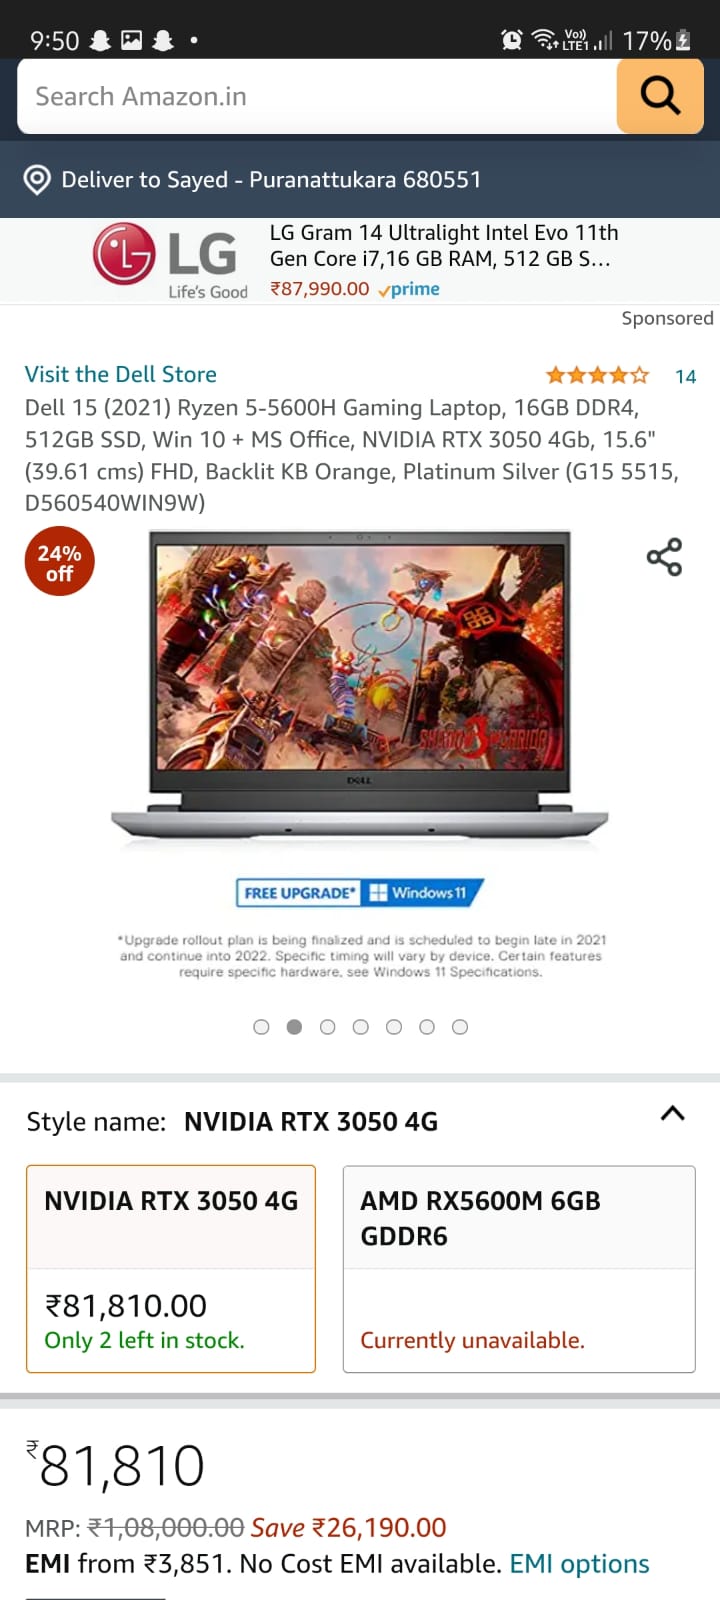 9:50
Vo)) LTE1 17%
Search Amazon.in
Deliver to Sayed - Puranattukara 680551
LG
Life's Good
LG Gram 14 Ultralight Intel Evo 11th
Gen Core i7,16 GB RAM, 512 GB S...
₹87,990.00 prime
Sponsored
Visit the Dell Store 14
Dell 15 (2021) Ryzen 5-5600H Gaming Laptop, 16GB DDR4,
512GB SSD, Win 10 + MS Office, NVIDIA RTX 3050 4Gb, 15.6"
(39.61 cms) FHD, Backlit KB Orange, Platinum Silver (G15 5515,
D560540WIN9W)
24%
off
SHADOW WARRIOR 3
DELL
FREE UPGRADE* Windows 11
*Upgrade rollout plan is being finalized and is scheduled to begin late in 2021
and continue into 2022. Specific timing will vary by device. Certain features
require specific hardware, see Windows 11 Specifications.
Style name: NVIDIA RTX 3050 4G
NVIDIA RTX 3050 4G
₹81,810.00
Only 2 left in stock.
AMD RX5600M 6GB
GDDR6
Currently unavailable.
₹81,810
MRP: ₹1,08,000.00 Save ₹26,190.00
EMI from ₹3,851. No Cost EMI available. EMI options